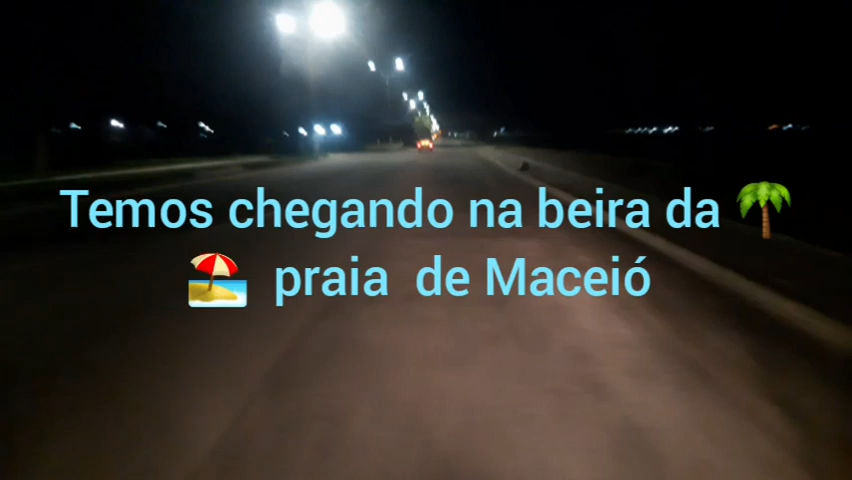 Temos chegando na beira da 🌴
🏖️ praia de Maceió